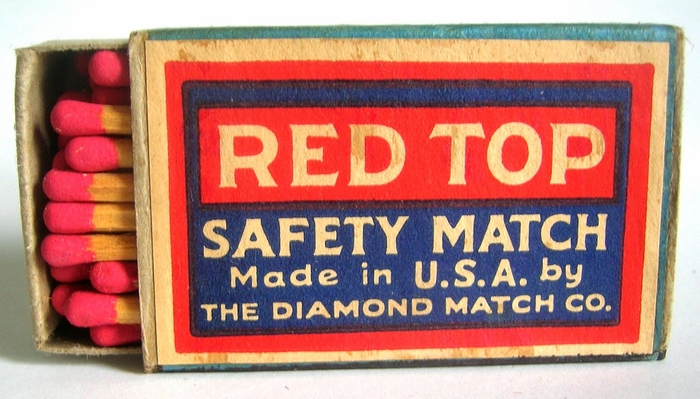 RED TOP
SAFETY MATCH
Made in U.S.A. by
THE DIAMOND MATCH CO.